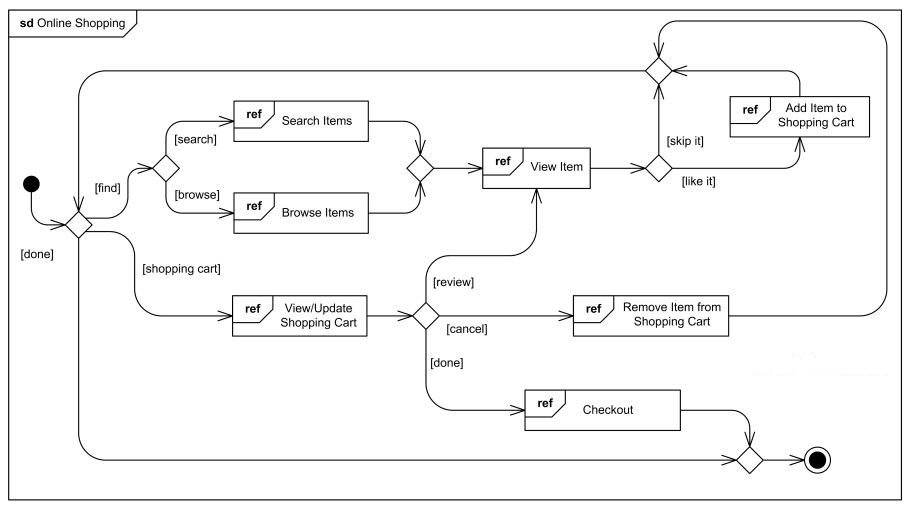 sd Online Shopping
ref
Add Item to
Shopping Cart
ref
Search Items
[search]
[skip it]
ref
View Item
[find]
[browse]
[like it]
ref
Browse Items
[done]
[shopping cart]
[review]
ref
View/Update
Shopping Cart
ref
Remove Item from
Shopping Cart
[cancel]
[done]
ref
Checkout